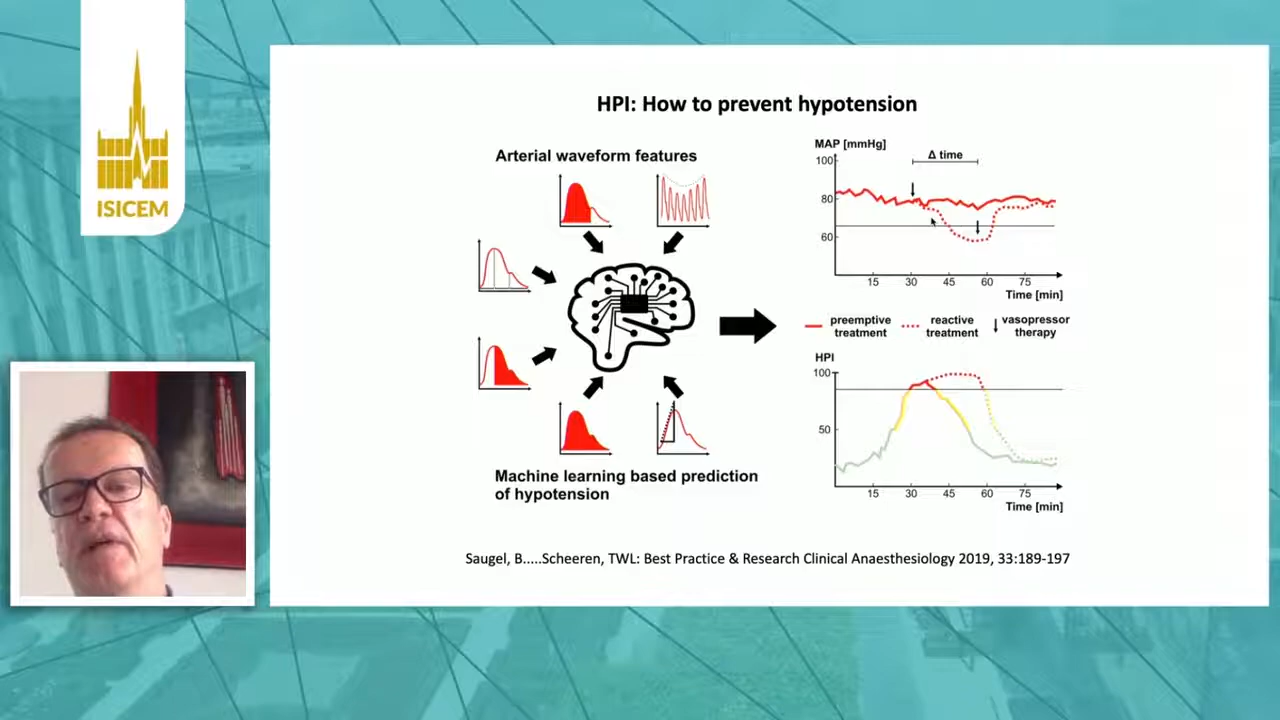 ISICEM
HPI: How to prevent hypotension
Arterial waveform features
Machine learning based prediction
of hypotension
MAP [mmHg]
Δ time
100
80
60
15 30 45 60 75
Time [min]
preemptive
treatment
reactive
treatment
vasopressor
therapy
HPI
100
50
15 30 45 60 75
Time [min]
Saugel, B.....Scheeren, TWL: Best Practice & Research Clinical Anaesthesiology 2019, 33:189-197